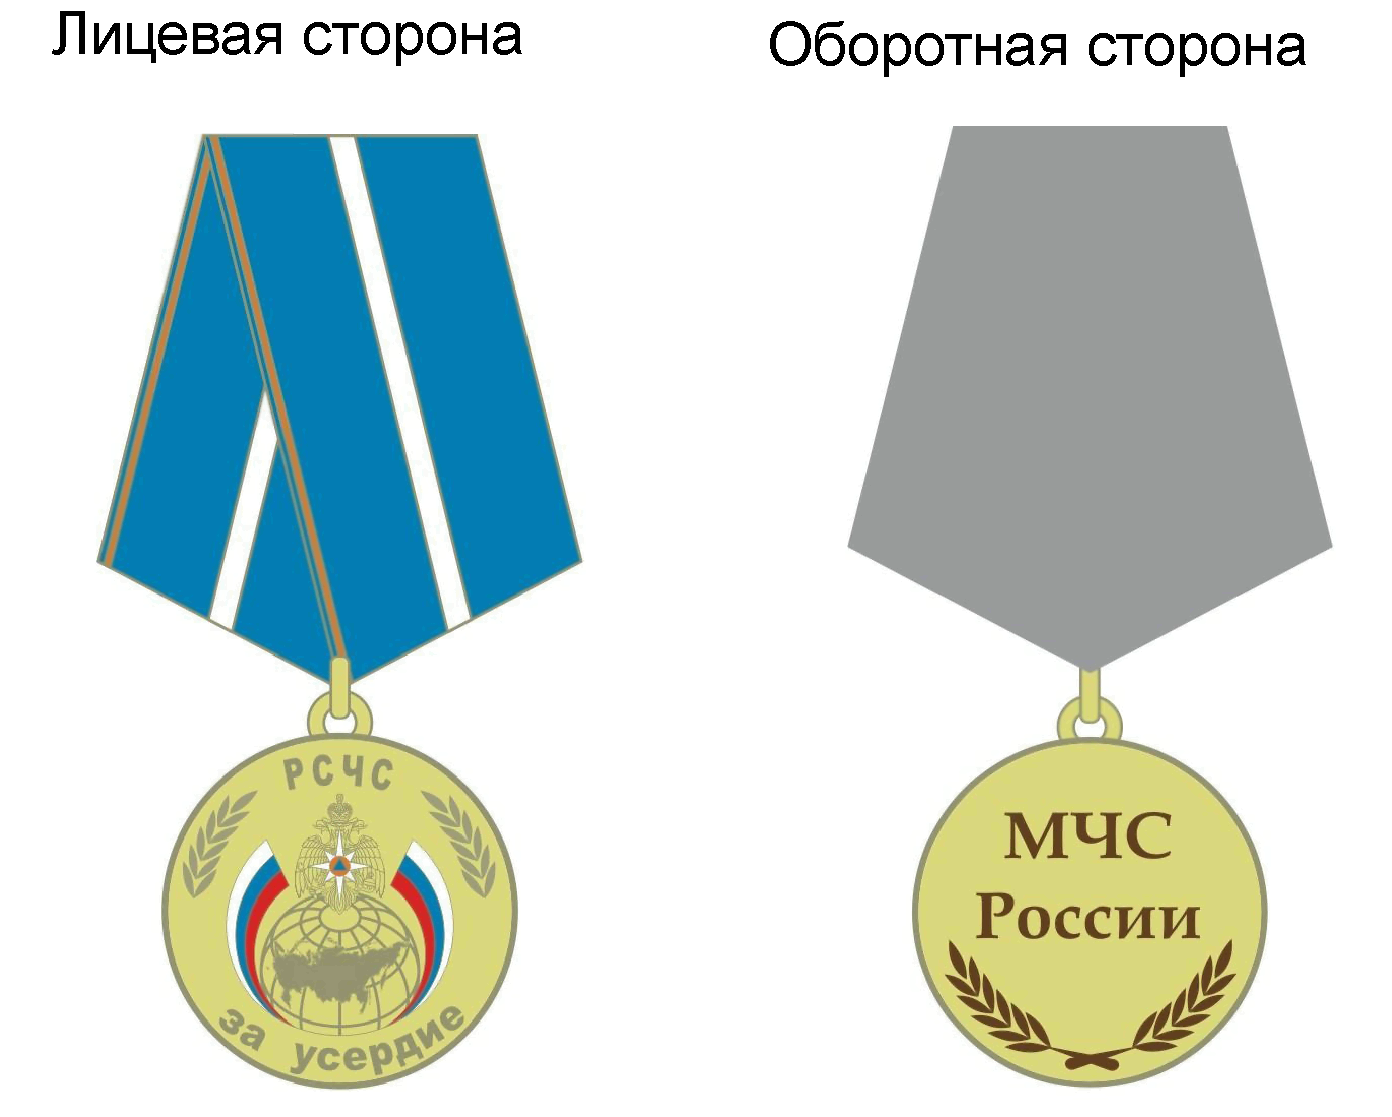 Лицевая сторона
Оборотная сторона
РСЧС
за усердие
МЧС
России